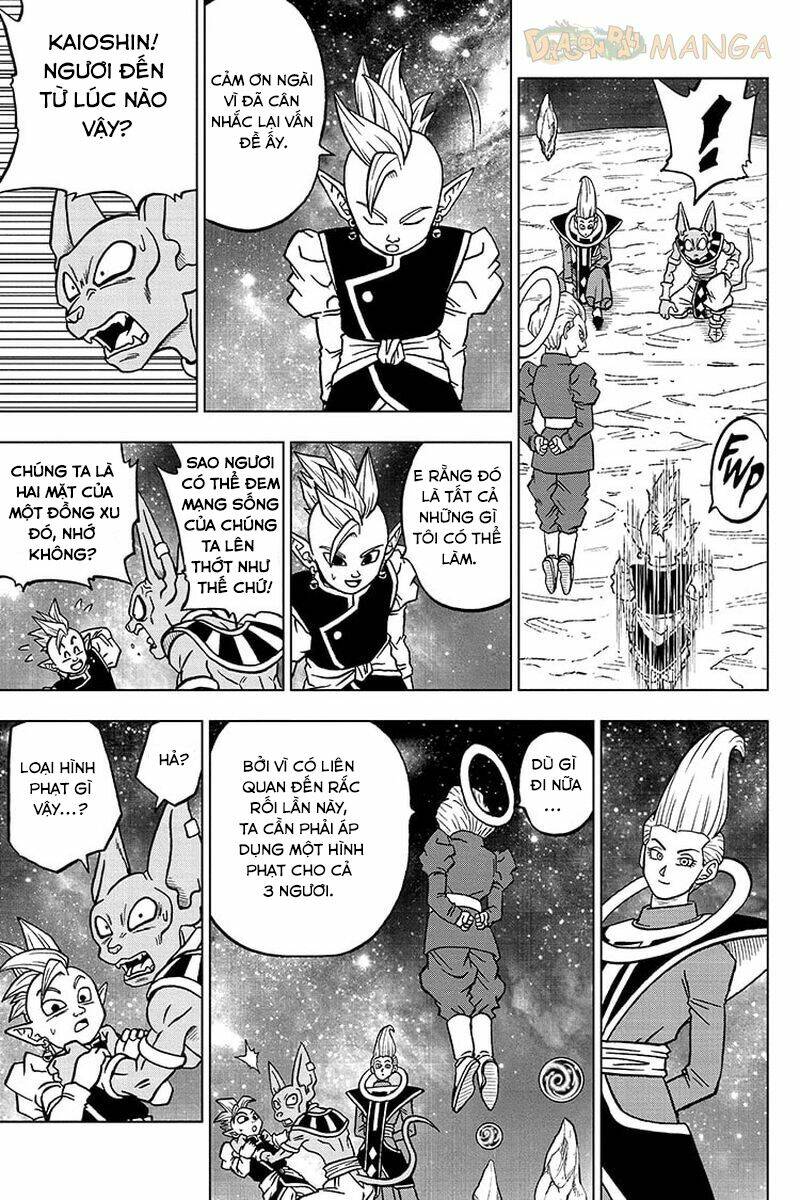 DRAGON BALL MANGA
!
FWP
CẢM ƠN NGÀI
VÌ ĐÃ CÂN
NHẮC LẠI VẤN
ĐỀ ẤY.
KAIOSHIN!
NGƯƠI ĐẾN
TỪ LÚC NÀO
VẬY?
E RẰNG ĐÓ
LÀ TẤT CẢ
NHỮNG GÌ
TÔI CÓ THỂ
LÀM.
SAO NGƯƠI
CÓ THỂ ĐEM
MẠNG SỐNG
CỦA CHÚNG
TA LÊN
THỚT NHƯ
THẾ CHỨ!
CHÚNG TA LÀ
HAI MẶT CỦA
MỘT ĐỒNG XU
ĐÓ, NHỚ
KHÔNG?
DÙ GÌ
ĐI NỮA
...
BỞI VÌ CÓ LIÊN
QUAN ĐẾN RẮC
RỐI LẦN NÀY,
TA CẦN PHẢI ÁP
DỤNG MỘT HÌNH
PHẠT CHO CẢ
3 NGƯƠI.
HẢ?
LOẠI HÌNH
PHẠT GÌ
VẬY...?